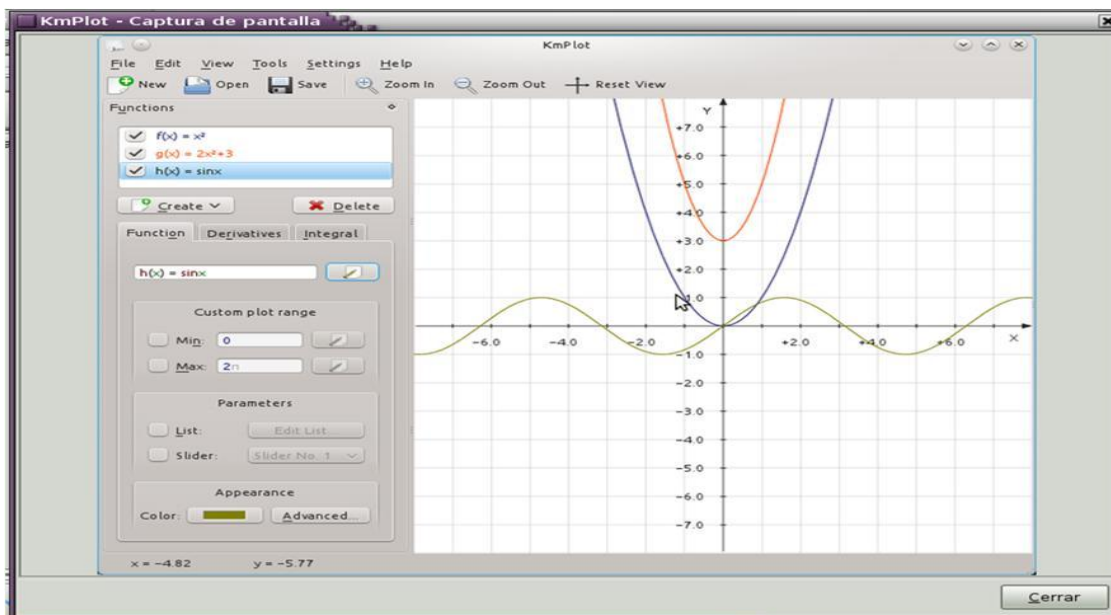 KmPlot - Captura de pantalla
KmPlot
File Edit View Tools Settings Help
New Open Save Zoom In Zoom Out Reset View
Functions
f(x) = x²
g(x) = 2x²+3
h(x) = sinx
Create Delete
Function Derivatives Integral
h(x) = sinx
Custom plot range
Min: 0
Max: 2π
Parameters
List: Edit List...
Slider: Slider No. 1
Appearance
Color: Advanced...
x = -4.82 y = -5.77
Y
+7.0
+6.0
+5.0
+4.0
+3.0
+2.0
1.0
-6.0 -4.0 -2.0 +2.0 +4.0 +6.0 X
-1.0
-2.0
-3.0
-4.0
-5.0
-6.0
-7.0
Cerrar